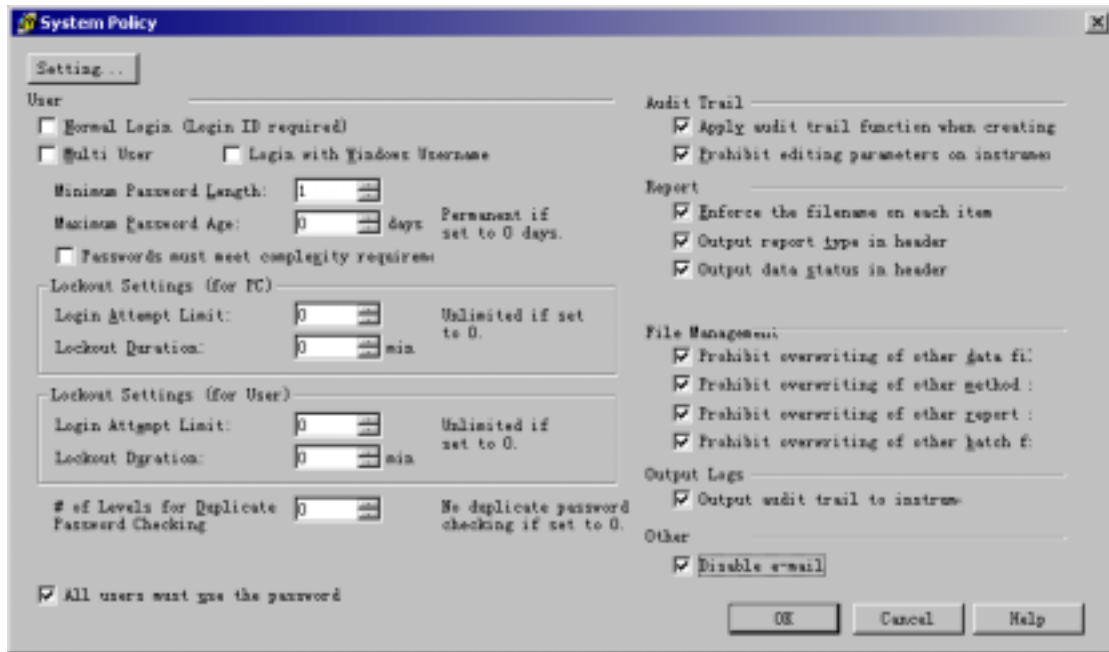 System Policy
Setting...
User
Normal Login (Login ID required)
Multi User
Login with Windows Username
Minimum Password Length:
1
Maximum Password Age:
0
days
Permanent if
set to 0 days.
Passwords must meet complexity requireme
Lockout Settings (for PC)
Login Attempt Limit:
0
Unlimited if set
to 0.
Lockout Duration:
0
min
Lockout Settings (for User)
Login Attempt Limit:
0
Unlimited if
set to 0.
Lockout Duration:
0
min
# of Levels for Duplicate
Password Checking
0
No duplicate password
checking if set to 0.
All users must use the password
Audit Trail
Apply audit trail function when creating
Prohibit editing parameters on instrumen
Report
Enforce the filename on each item
Output report type in header
Output data status in header
File Management
Prohibit overwriting of other data fi
Prohibit overwriting of other method
Prohibit overwriting of other report
Prohibit overwriting of other batch f
Output Logs
Output audit trail to instrume
Other
Disable e-mail
OK
Cancel
Help